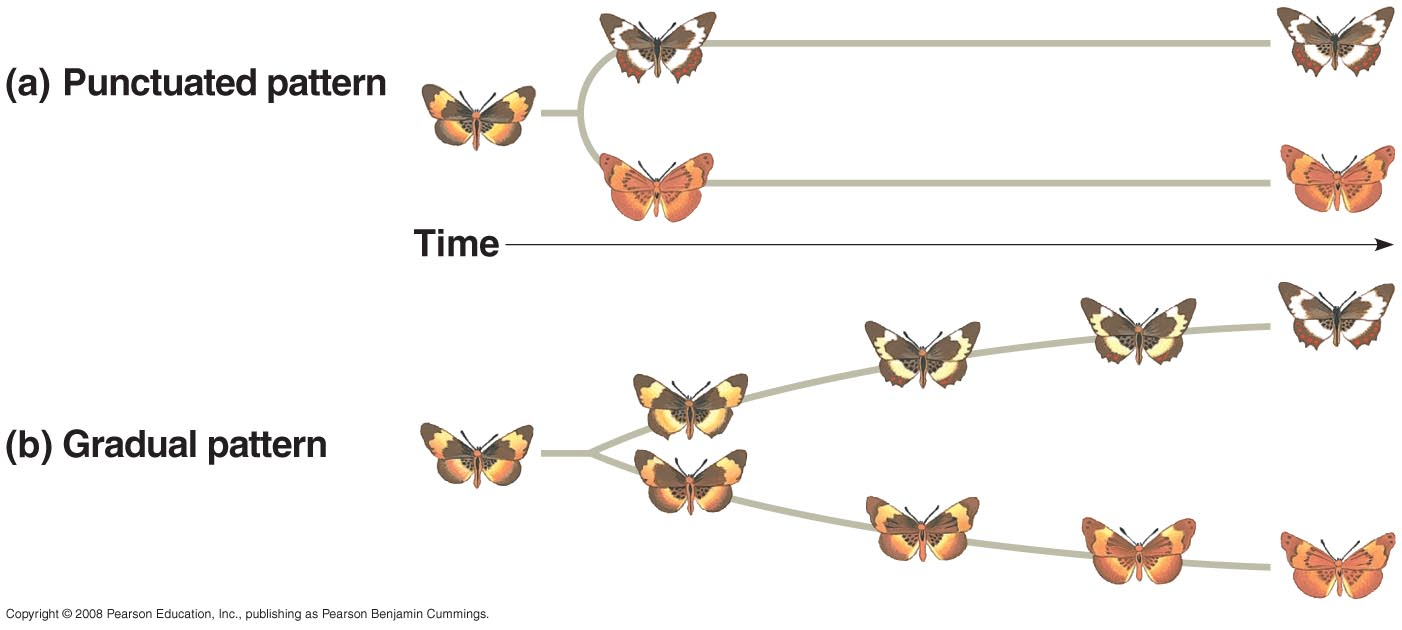 (a) Punctuated pattern
Time
(b) Gradual pattern
Copyright © 2008 Pearson Education, Inc., publishing as Pearson Benjamin Cummings.